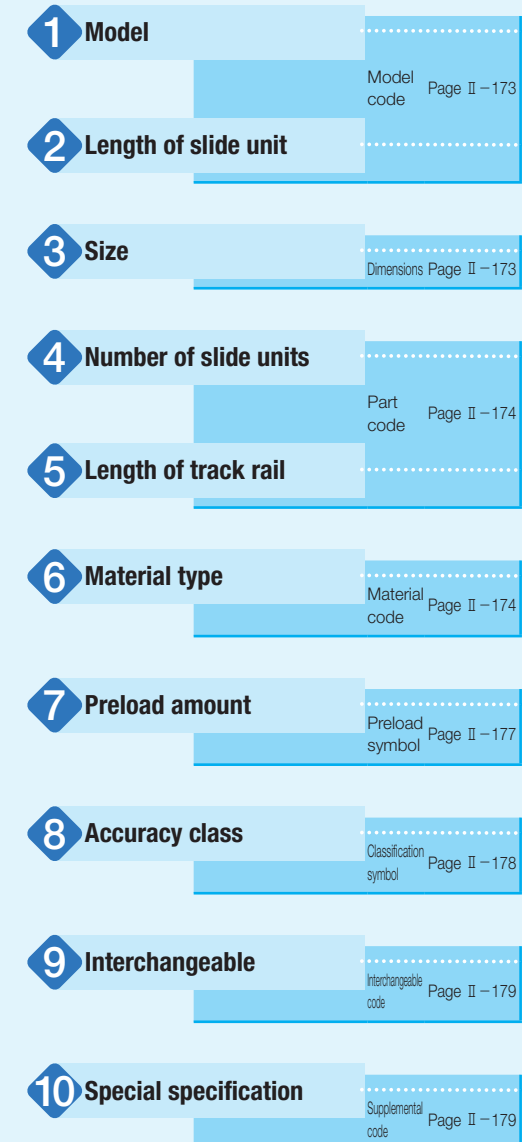 1 Model
Model
code
Page Ⅱ－173
2 Length of slide unit
3 Size
Dimensions Page Ⅱ－173
4 Number of slide units
Part
code
Page Ⅱ－174
5 Length of track rail
6 Material type
Material
code
Page Ⅱ－174
7 Preload amount
Preload
symbol
Page Ⅱ－177
8 Accuracy class
Classification
symbol
Page Ⅱ－178
9 Interchangeable
Interchangeable
code
Page Ⅱ－179
10 Special specification
Supplemental
code
Page Ⅱ－179